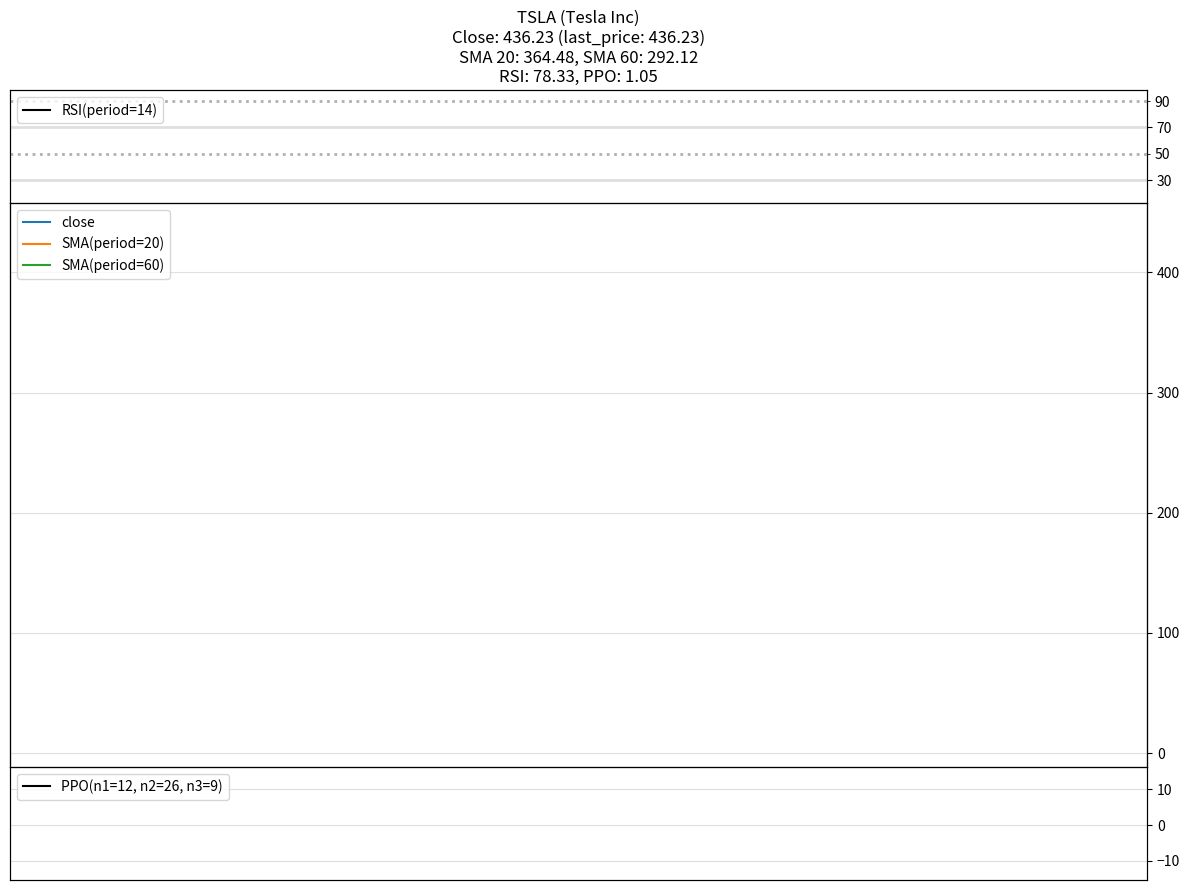 TSLA (Tesla Inc)
Close: 436.23 (last_price: 436.23)
SMA 20: 364.48, SMA 60: 292.12
RSI: 78.33, PPO: 1.05
RSI(period=14)
90
70
50
30
close
SMA(period=20)
SMA(period=60)
400
300
200
100
0
PPO(n1=12, n2=26, n3=9)
10
0
−10